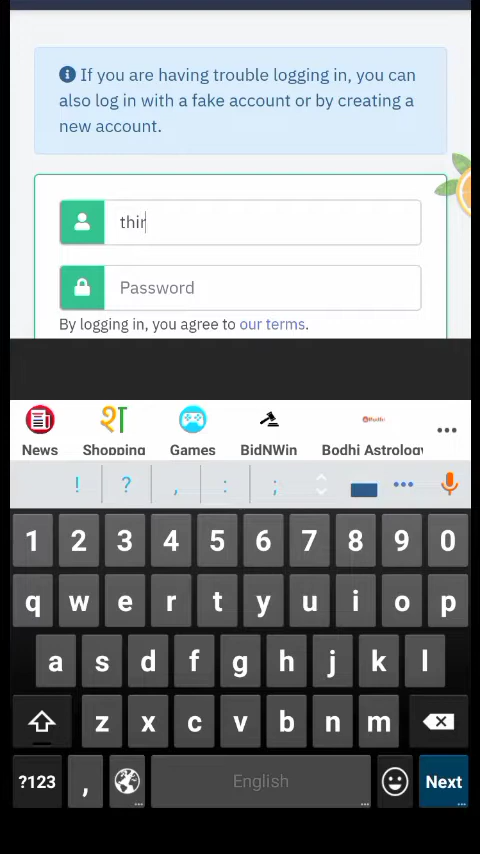 If you are having trouble logging in, you can
also log in with a fake account or by creating a
new account.
thir
Password
By logging in, you agree to our terms.
शT
News Shopping Games BidNWin Bodhi Astrology
! ? , : ;
1 2 3 4 5 6 7 8 9 0
q w e r t y u i o p
a s d f g h j k l
z x c v b n m
?123 , English Next